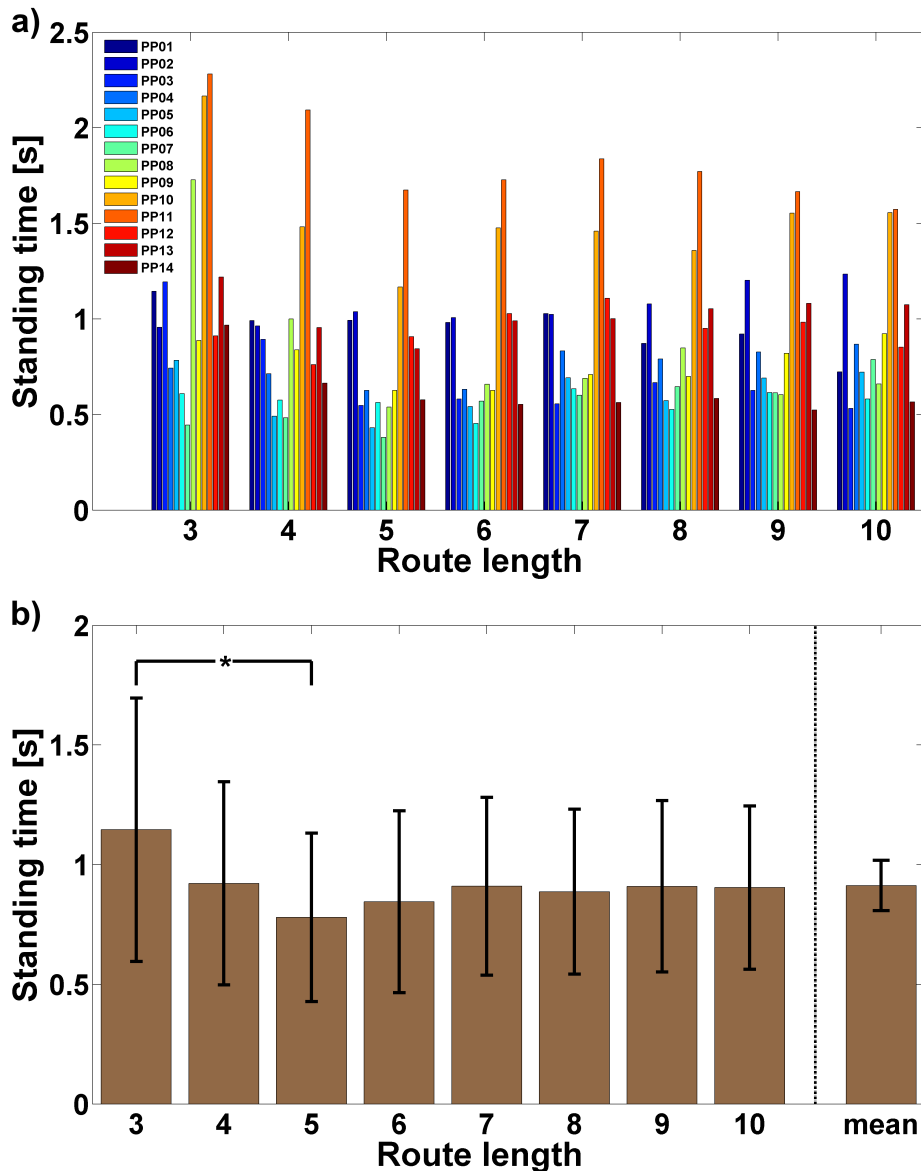 a)
2.5
2
1.5
1
0.5
0
Standing time [s]
PP01
PP02
PP03
PP04
PP05
PP06
PP07
PP08
PP09
PP10
PP11
PP12
PP13
PP14
3 4 5 6 7 8 9 10
Route length
b)
2
1.5
1
0.5
0
Standing time [s]
*
3 4 5 6 7 8 9 10 mean
Route length